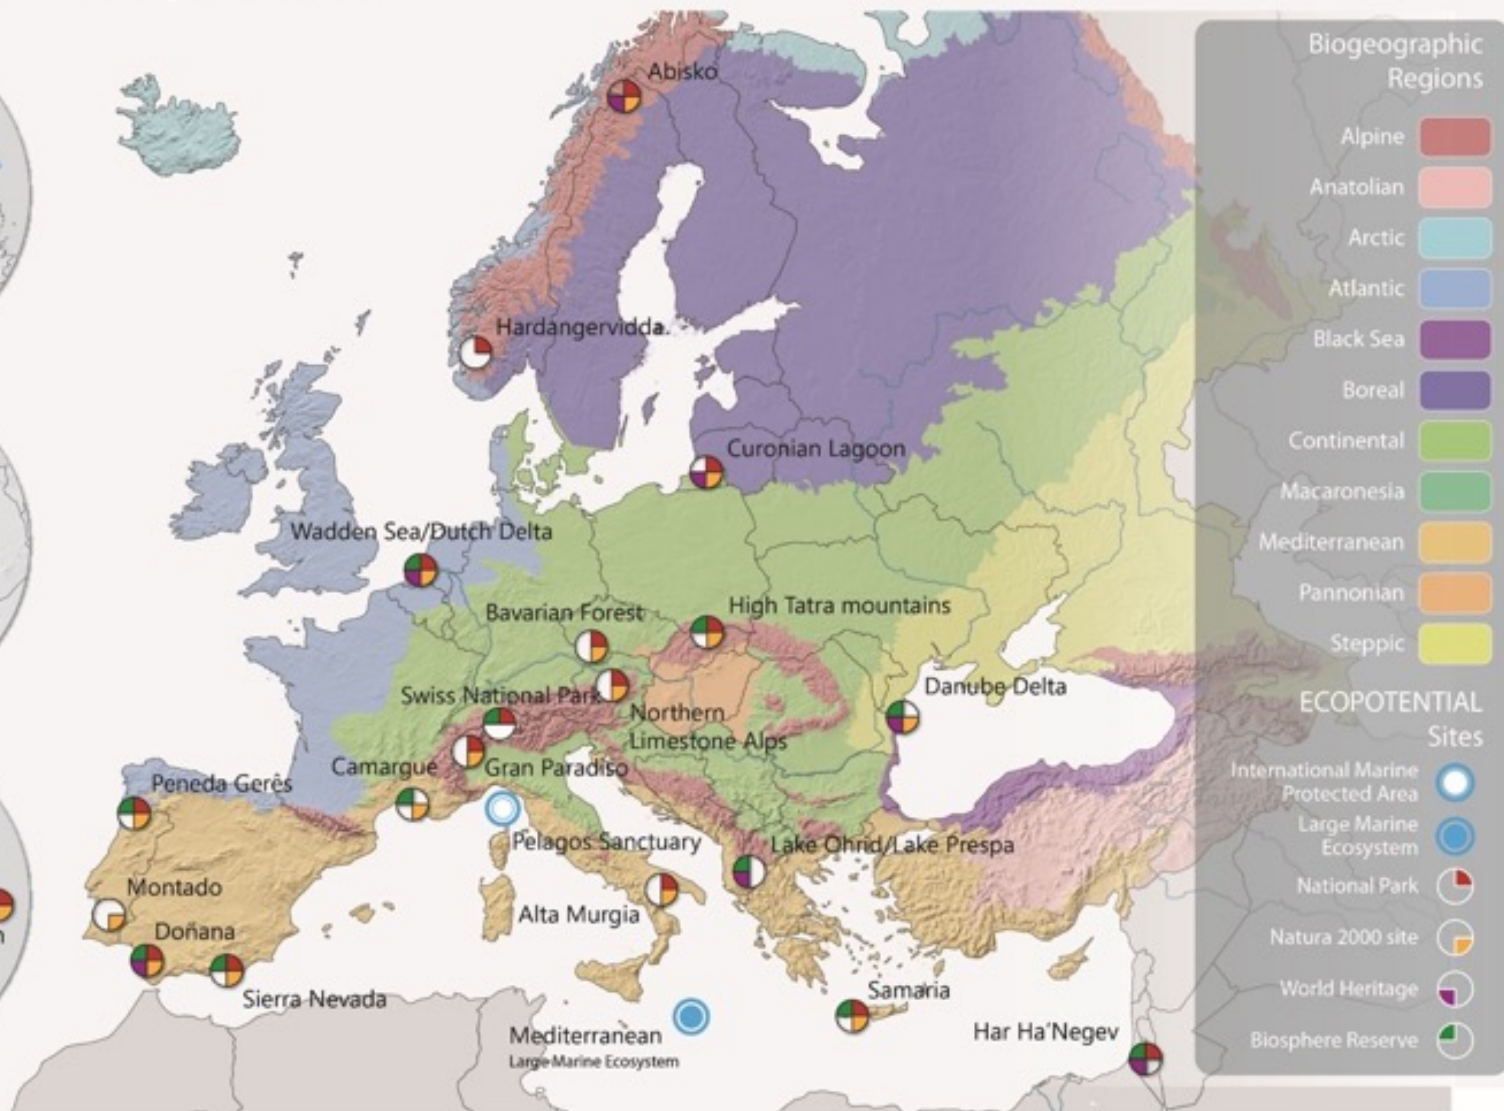 Abisko
Hardangervidda.
Curonian Lagoon
Wadden Sea/Dutch Delta
Bavarian Forest
High Tatra mountains
Swiss National Park
Northern
Limestone Alps
Danube Delta
Camargue
Gran Paradiso
Peneda Gerês
Pelagos Sanctuary
Lake Ohrid/Lake Prespa
Montado
Alta Murgia
Doñana
Sierra Nevada
Samaria
Mediterranean
Large Marine Ecosystem
Har Ha'Negev
Biogeographic
Regions
Alpine
Anatolian
Arctic
Atlantic
Black Sea
Boreal
Continental
Macaronesia
Mediterranean
Pannonian
Steppic
ECOPOTENTIAL
Sites
International Marine
Protected Area
Large Marine
Ecosystem
National Park
Natura 2000 site
World Heritage
Biosphere Reserve